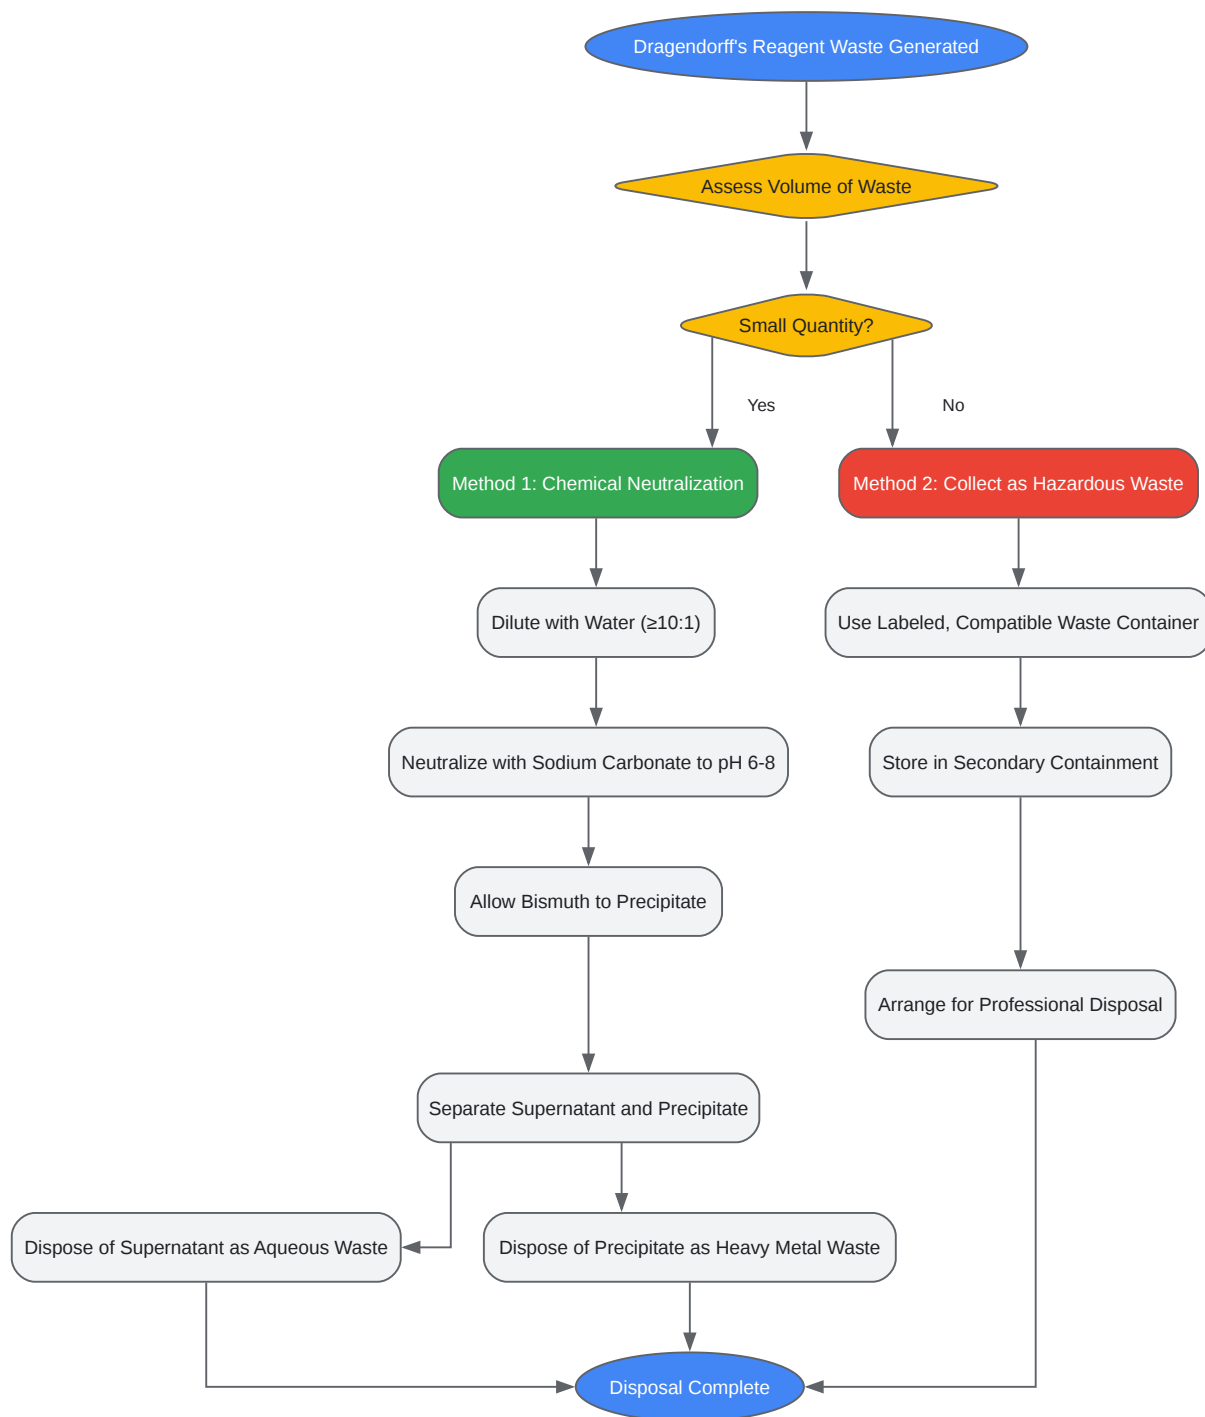 Dragendorff's Reagent Waste Generated
Assess Volume of Waste
Small Quantity?
Yes
No
Method 1: Chemical Neutralization
Method 2: Collect as Hazardous Waste
Dilute with Water (≥10:1)
Use Labeled, Compatible Waste Container
Neutralize with Sodium Carbonate to pH 6-8
Store in Secondary Containment
Allow Bismuth to Precipitate
Arrange for Professional Disposal
Separate Supernatant and Precipitate
Dispose of Supernatant as Aqueous Waste
Dispose of Precipitate as Heavy Metal Waste
Disposal Complete